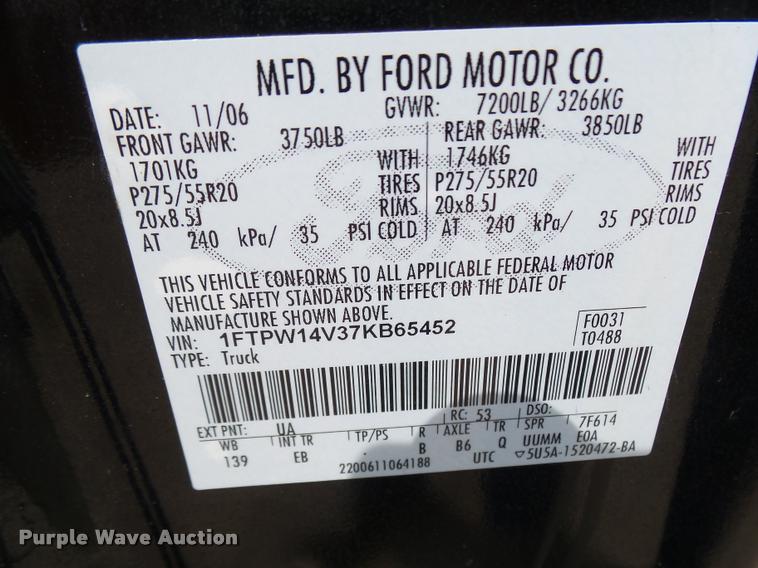 MFD. BY FORD MOTOR CO.
DATE: 11/06 GVWR: 7200LB/ 3266KG
FRONT GAWR: 3750LB REAR GAWR: 3850LB
1701KG WITH 1746KG WITH
P275/55R20 TIRES P275/55R20 TIRES
20x8.5J RIMS 20x8.5J RIMS
AT 240 kPa/ 35 PSI COLD AT 240 kPa/ 35 PSI COLD
THIS VEHICLE CONFORMS TO ALL APPLICABLE FEDERAL MOTOR
VEHICLE SAFETY STANDARDS IN EFFECT ON THE DATE OF
MANUFACTURE SHOWN ABOVE.
VIN: 1FTPW14V37KB65452 F0031
TYPE: Truck T0488
EXT PNT: UA RC: 53 DSO:
WB INT TR TP/PS R AXLE TR SPR 7F614
139 EB . B B6 Q UUMM E0A
2200611064188 UTC ▽5U5A-1520472-BA
Purple Wave Auction